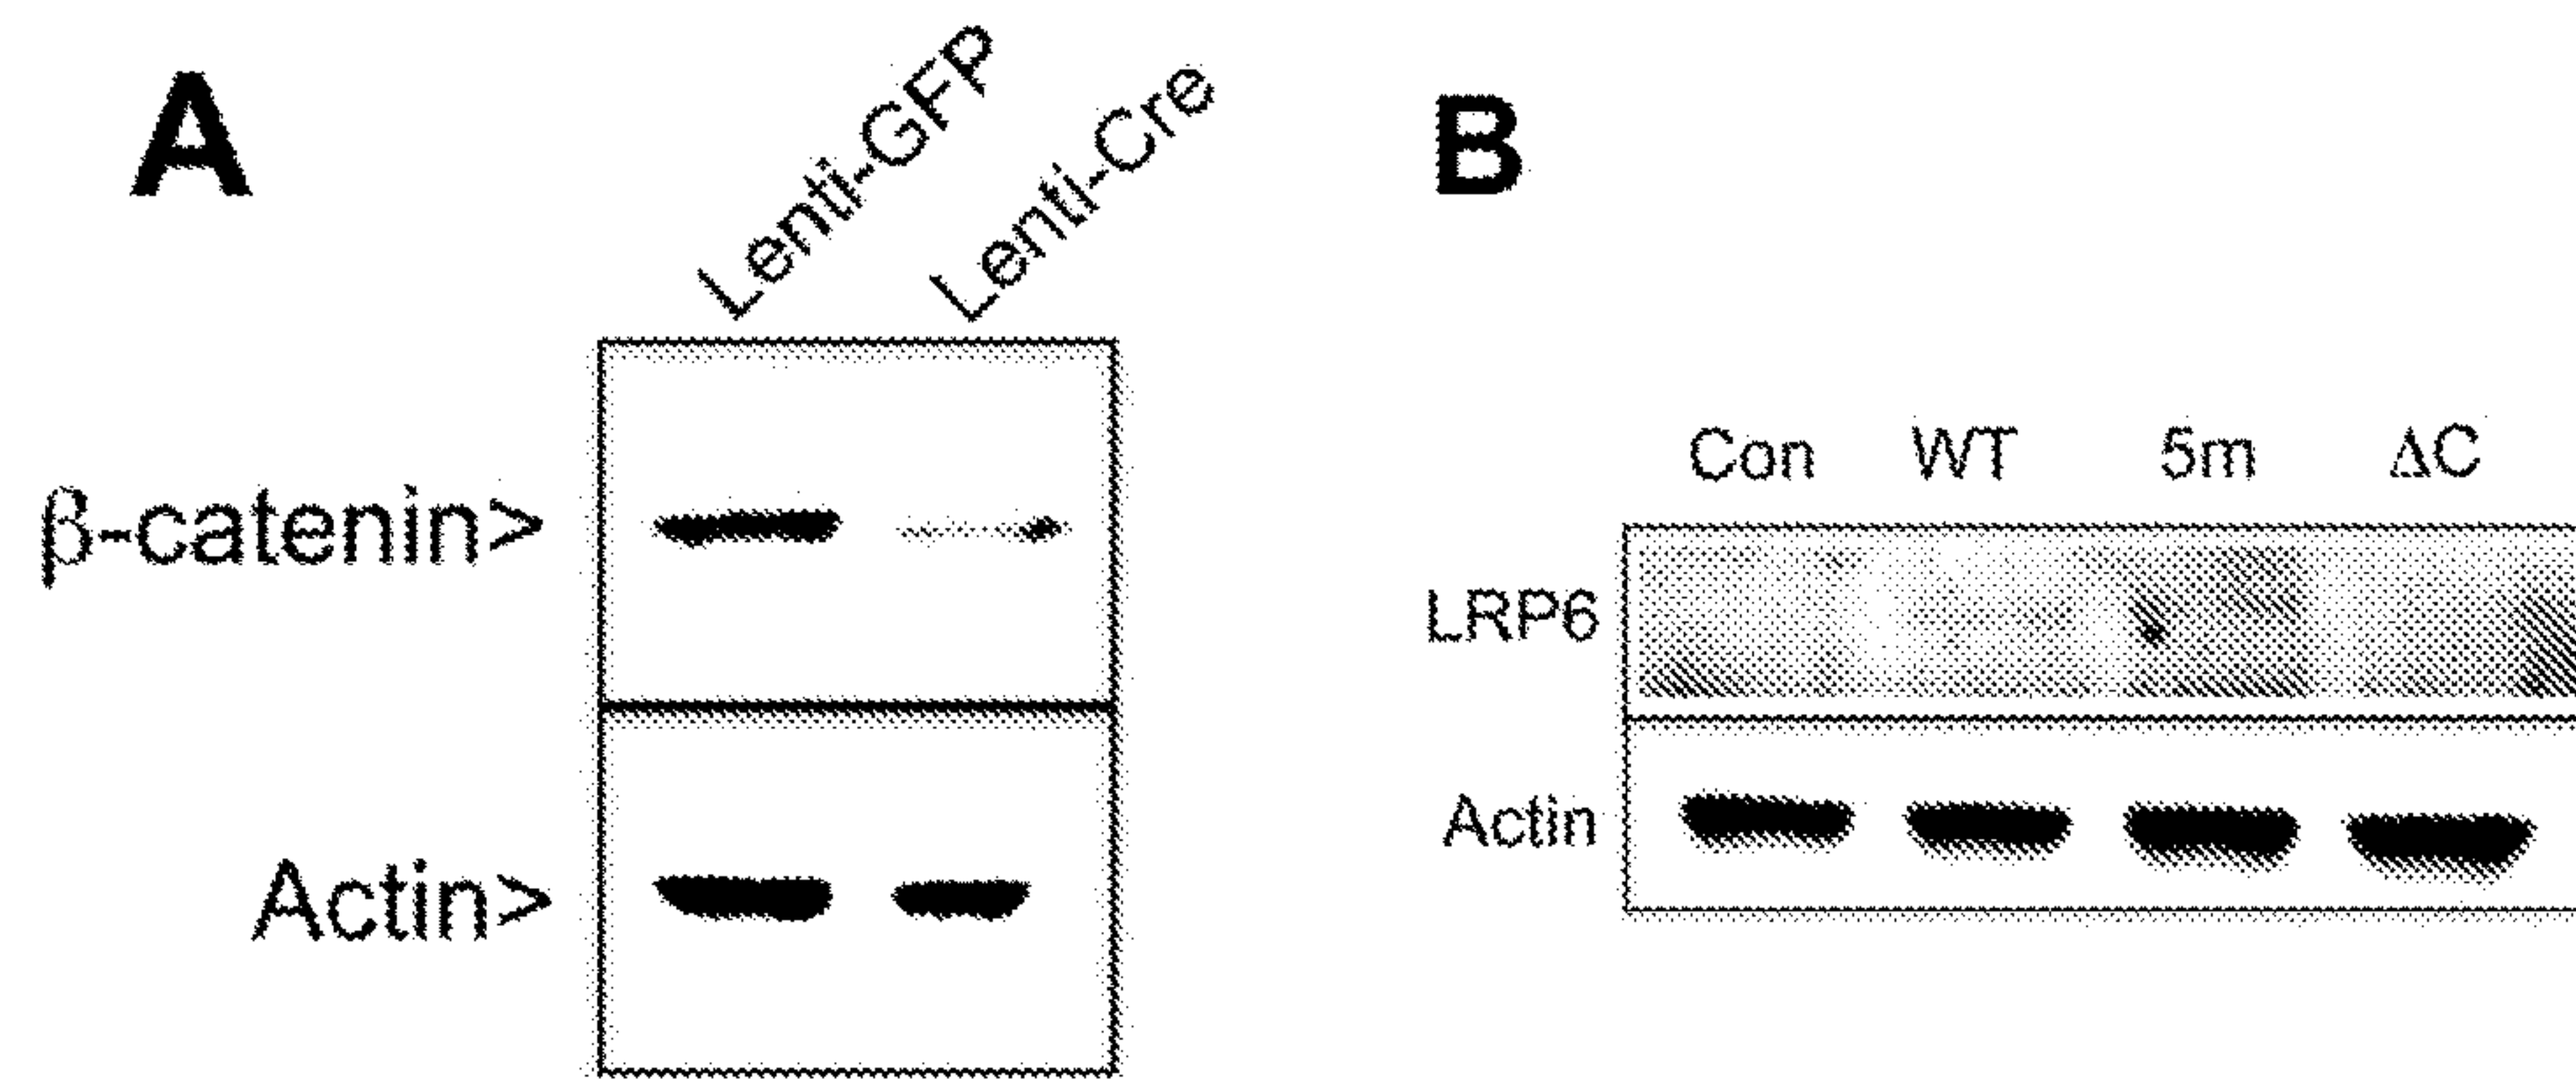 A
Lenti-GFP
Lenti-Cre
β-catenin>
Actin>
B
Con WT 5m ΔC
LRP6
Actin